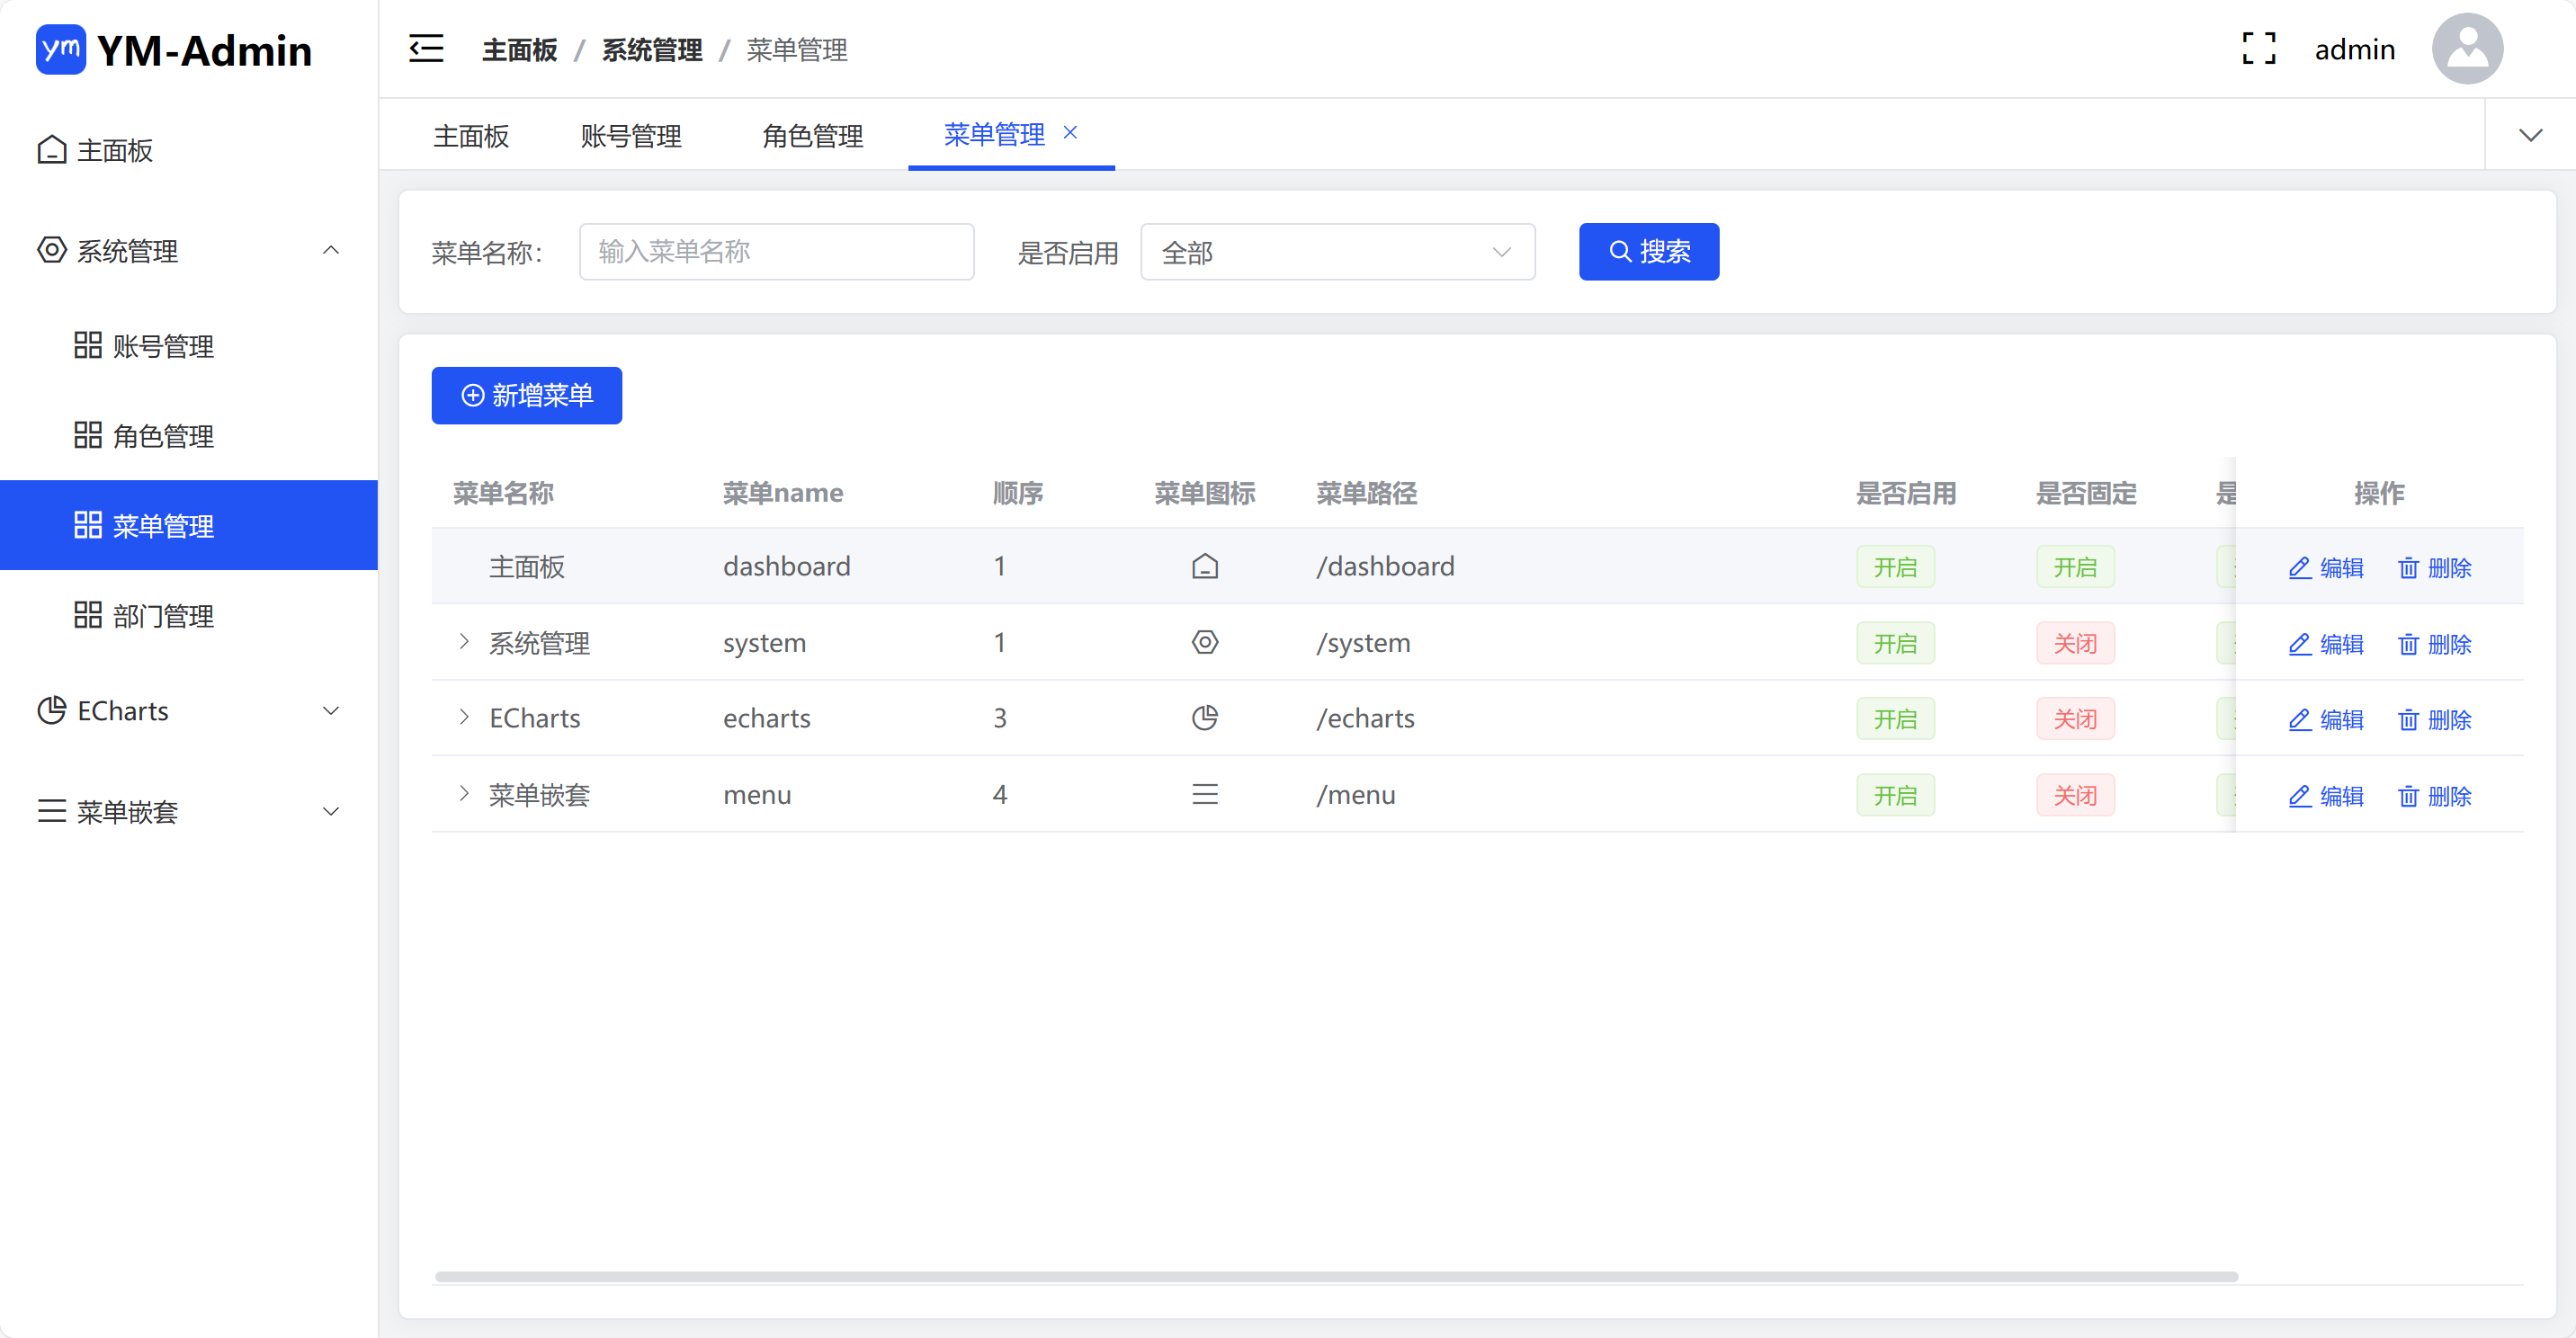 ym YM-Admin
主面板 / 系统管理 / 菜单管理
admin
主面板
系统管理
账号管理
角色管理
菜单管理
部门管理
ECharts
菜单嵌套
主面板 账号管理 角色管理 菜单管理
菜单名称： 输入菜单名称 是否启用 全部 搜索
新增菜单
菜单名称 菜单name 顺序 菜单图标 菜单路径 是否启用 是否固定 是 操作
主面板 dashboard 1 /dashboard 开启 开启 编辑 删除
系统管理 system 1 /system 开启 关闭 编辑 删除
ECharts echarts 3 /echarts 开启 关闭 编辑 删除
菜单嵌套 menu 4 /menu 开启 关闭 编辑 删除